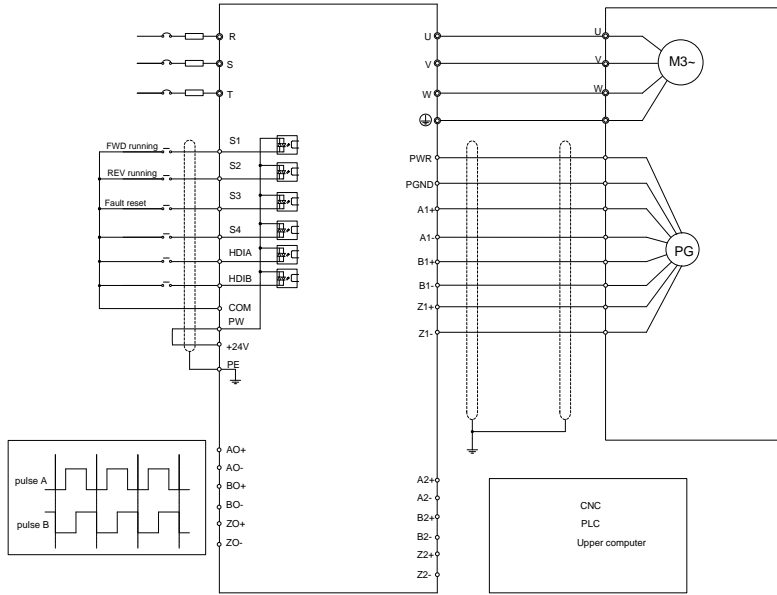 R
S
T
FWD running
REV running
Fault reset
S1
S2
S3
S4
HDIA
HDIB
COM
PW
+24V
PE
U
V
W
PWR
PGND
A1+
A1-
B1+
B1-
Z1+
Z1-
U
V
W
M3~
PG
pulse A
pulse B
AO+
AO-
BO+
BO-
ZO+
ZO-
A2+
A2-
B2+
B2-
Z2+
Z2-
CNC
PLC
Upper computer